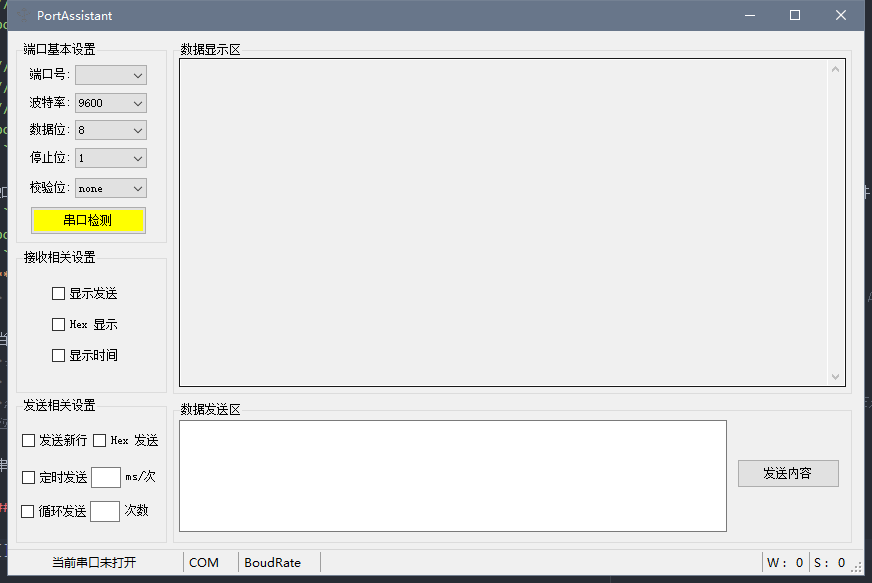 PortAssistant
端口基本设置
端口号:
波特率: 9600
数据位: 8
停止位: 1
校验位: none
串口检测
接收相关设置
显示发送
Hex 显示
显示时间
发送相关设置
发送新行 Hex 发送
定时发送 ms/次
循环发送 次数
数据显示区
数据发送区
发送内容
当前串口未打开 COM BoudRate W: 0 S: 0